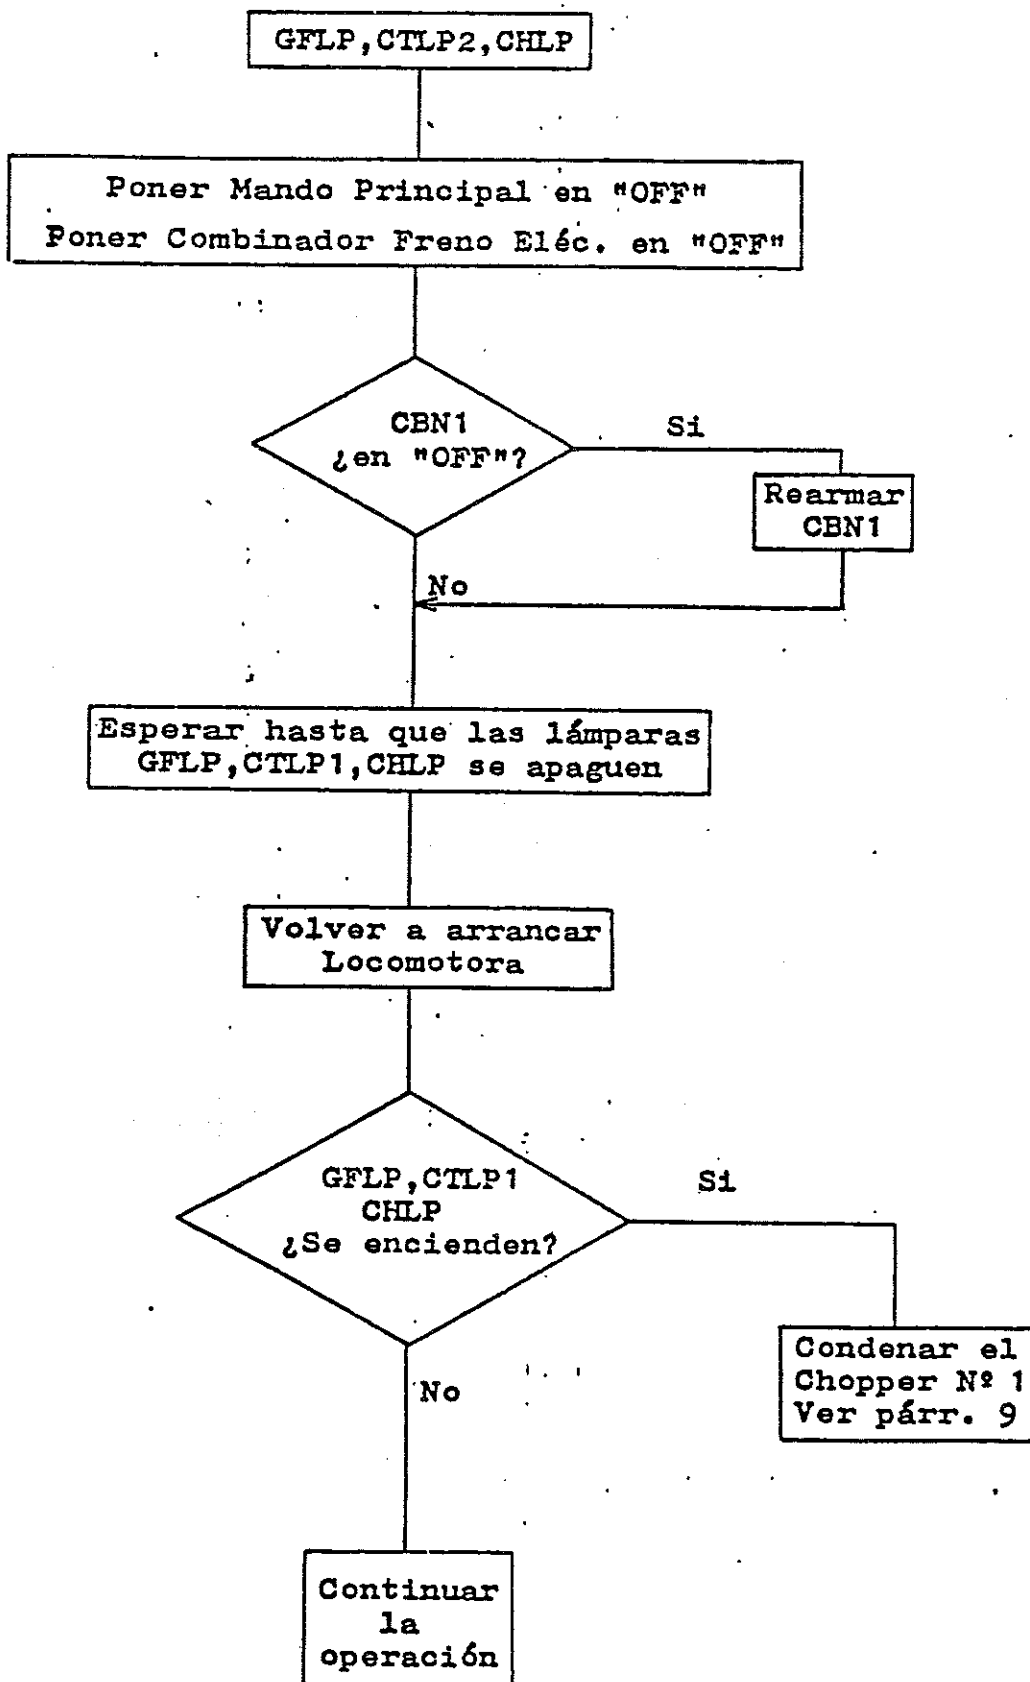 GFLP,CTLP2,CHLP
Poner Mando Principal en "OFF"
Poner Combinador Freno Eléc. en "OFF"
CBN1
¿en "OFF"?
Si
Rearmar
CBN1
No
Esperar hasta que las lámparas
GFLP,CTLP1,CHLP se apaguen
Volver a arrancar
Locomotora
GFLP,CTLP1
CHLP
¿Se encienden?
Si
Condenar el
Chopper Nº 1
Ver párr. 9
No
Continuar
la
operación